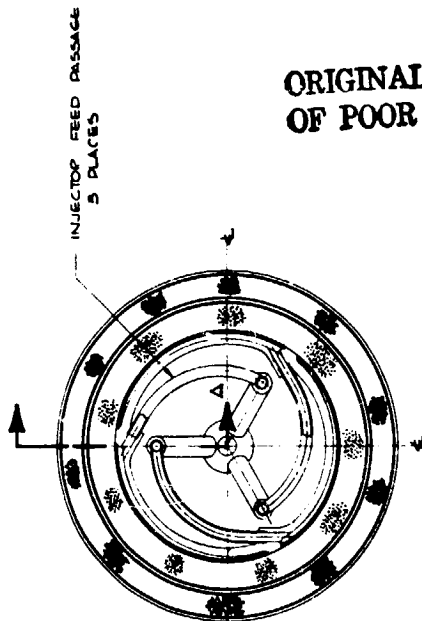 INJECTOR FEED PASSAGE
3 PLACES
ORIGINAL
OF POOR
A